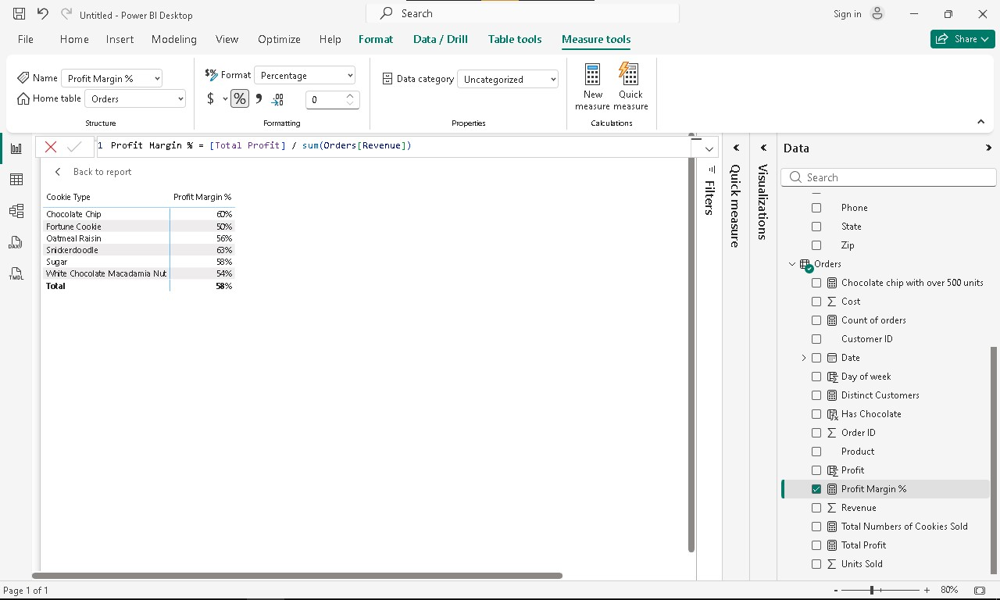 Untitled - Power BI Desktop
Search
Sign in
File Home Insert Modeling View Optimize Help Format Data / Drill Table tools Measure tools
Share
Name Profit Margin %
Home table Orders
Structure
$% Format Percentage
$ % 0
Formatting
Data category Uncategorized
Properties
New measure
Quick measure
Calculations
1 Profit Margin % = [Total Profit] / sum(Orders[Revenue])
Back to report
Cookie Type Profit Margin %
Chocolate Chip 60%
Fortune Cookie 50%
Oatmeal Raisin 56%
Snickerdoodle 63%
Sugar 58%
White Chocolate Macadamia Nut 54%
Total 58%
Filters
Quick measure
Visualizations
Data
Search
Phone
State
Zip
Orders
Chocolate chip with over 500 units
Σ Cost
Count of orders
Customer ID
Date
Day of week
Distinct Customers
Has Chocolate
Σ Order ID
Product
Profit
Profit Margin %
Σ Revenue
Total Numbers of Cookies Sold
Total Profit
Σ Units Sold
DAX
TMDL
Page 1 of 1
- + 80%